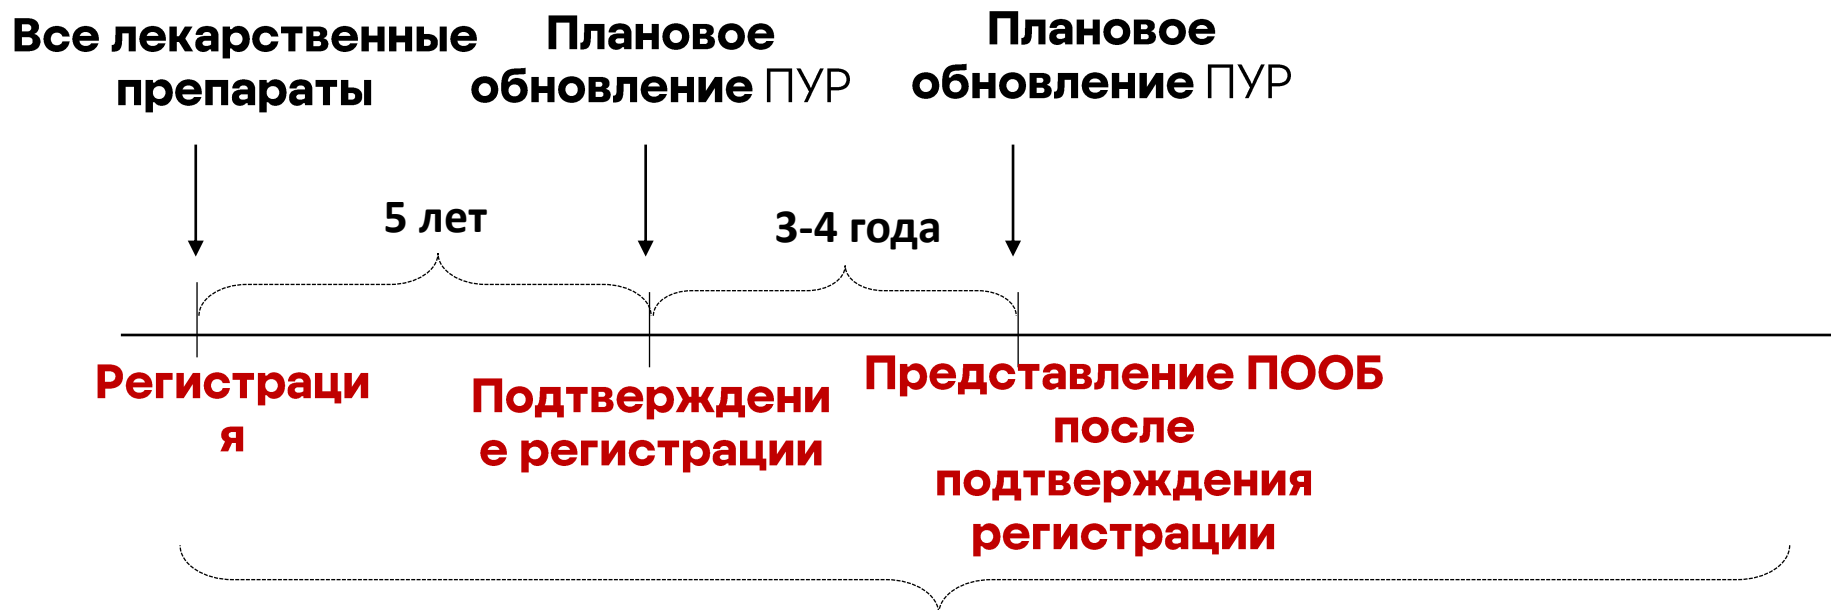 Все лекарственные
препараты
Плановое
обновление ПУР
Плановое
обновление ПУР
5 лет
3-4 года
Регистраци
я
Подтверждени
е регистрации
Представление ПООБ
после
подтверждения
регистрации